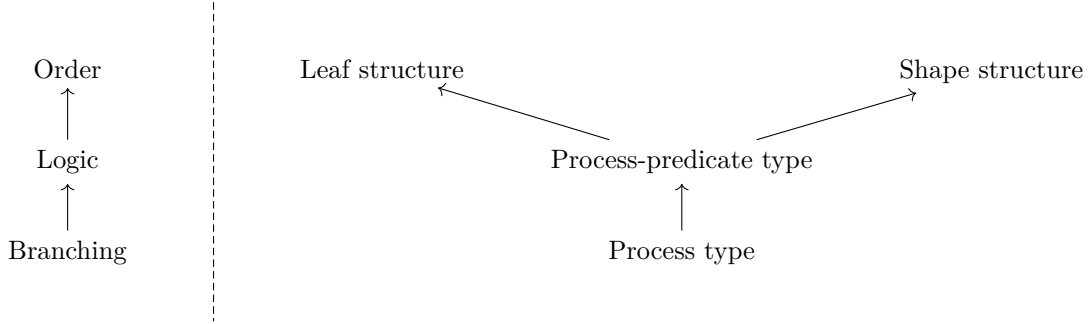 Order
Leaf structure
Shape structure
Logic
Process-predicate type
Branching
Process type